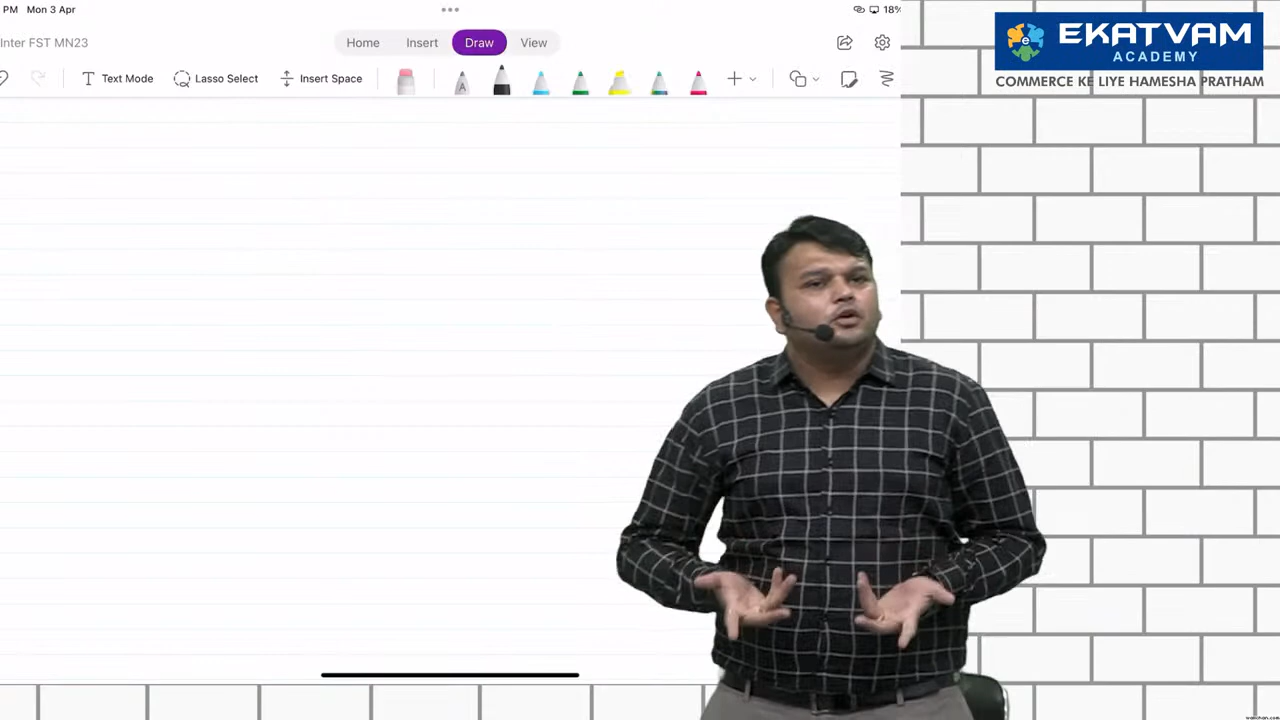 PM Mon 3 Apr
18%
Inter FST MN23
Home Insert Draw View
Text Mode Lasso Select Insert Space
EKATVAM
ACADEMY
COMMERCE KE LIYE HAMESHA PRATHAM